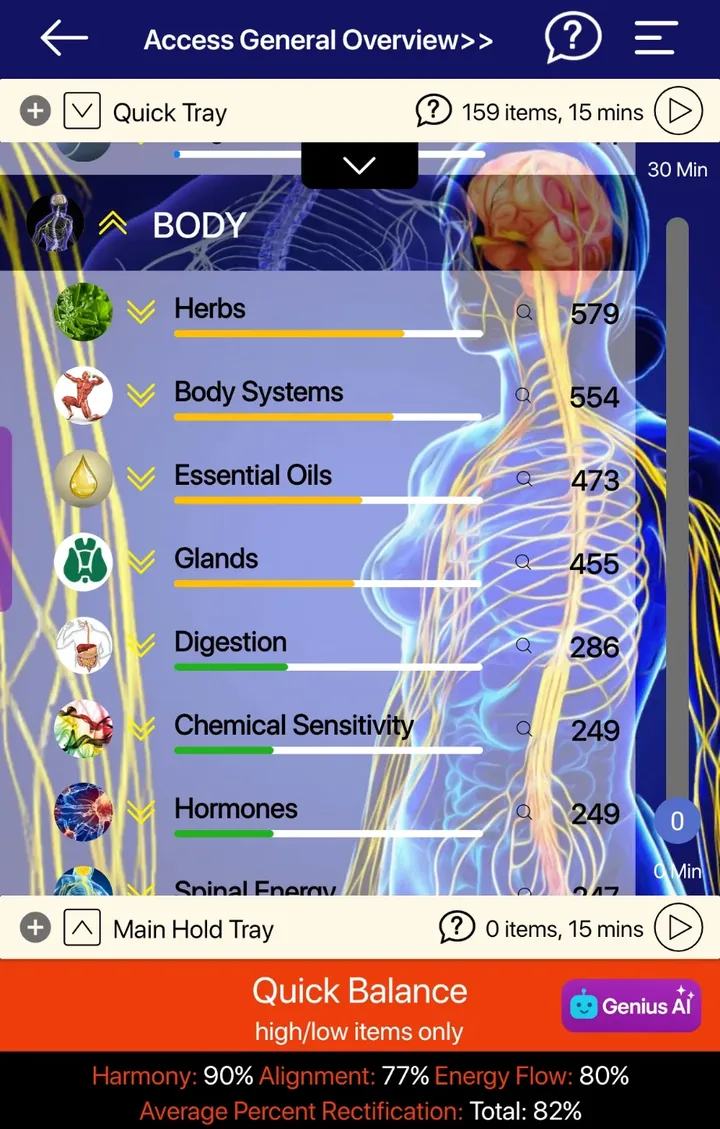 Access General Overview>>
Quick Tray 159 items, 15 mins
30 Min
BODY
Herbs 579
Body Systems 554
Essential Oils 473
Glands 455
Digestion 286
Chemical Sensitivity 249
Hormones 249
0
Spinal Energy 247
0 Min
Main Hold Tray 0 items, 15 mins
Quick Balance
high/low items only
Genius AI
Harmony: 90% Alignment: 77% Energy Flow: 80%
Average Percent Rectification: Total: 82%